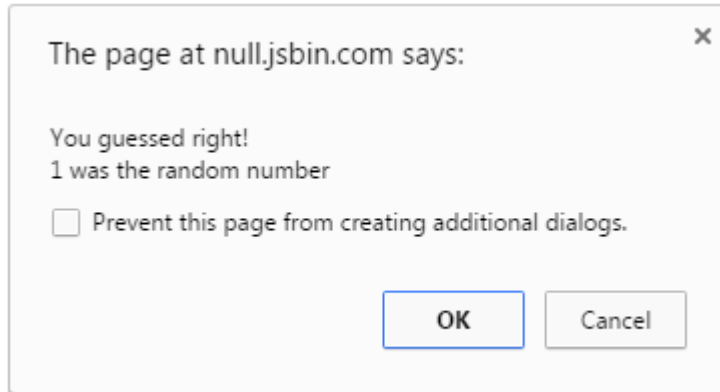 The page at null.jsbin.com says:
You guessed right!
1 was the random number
Prevent this page from creating additional dialogs.
OK
Cancel